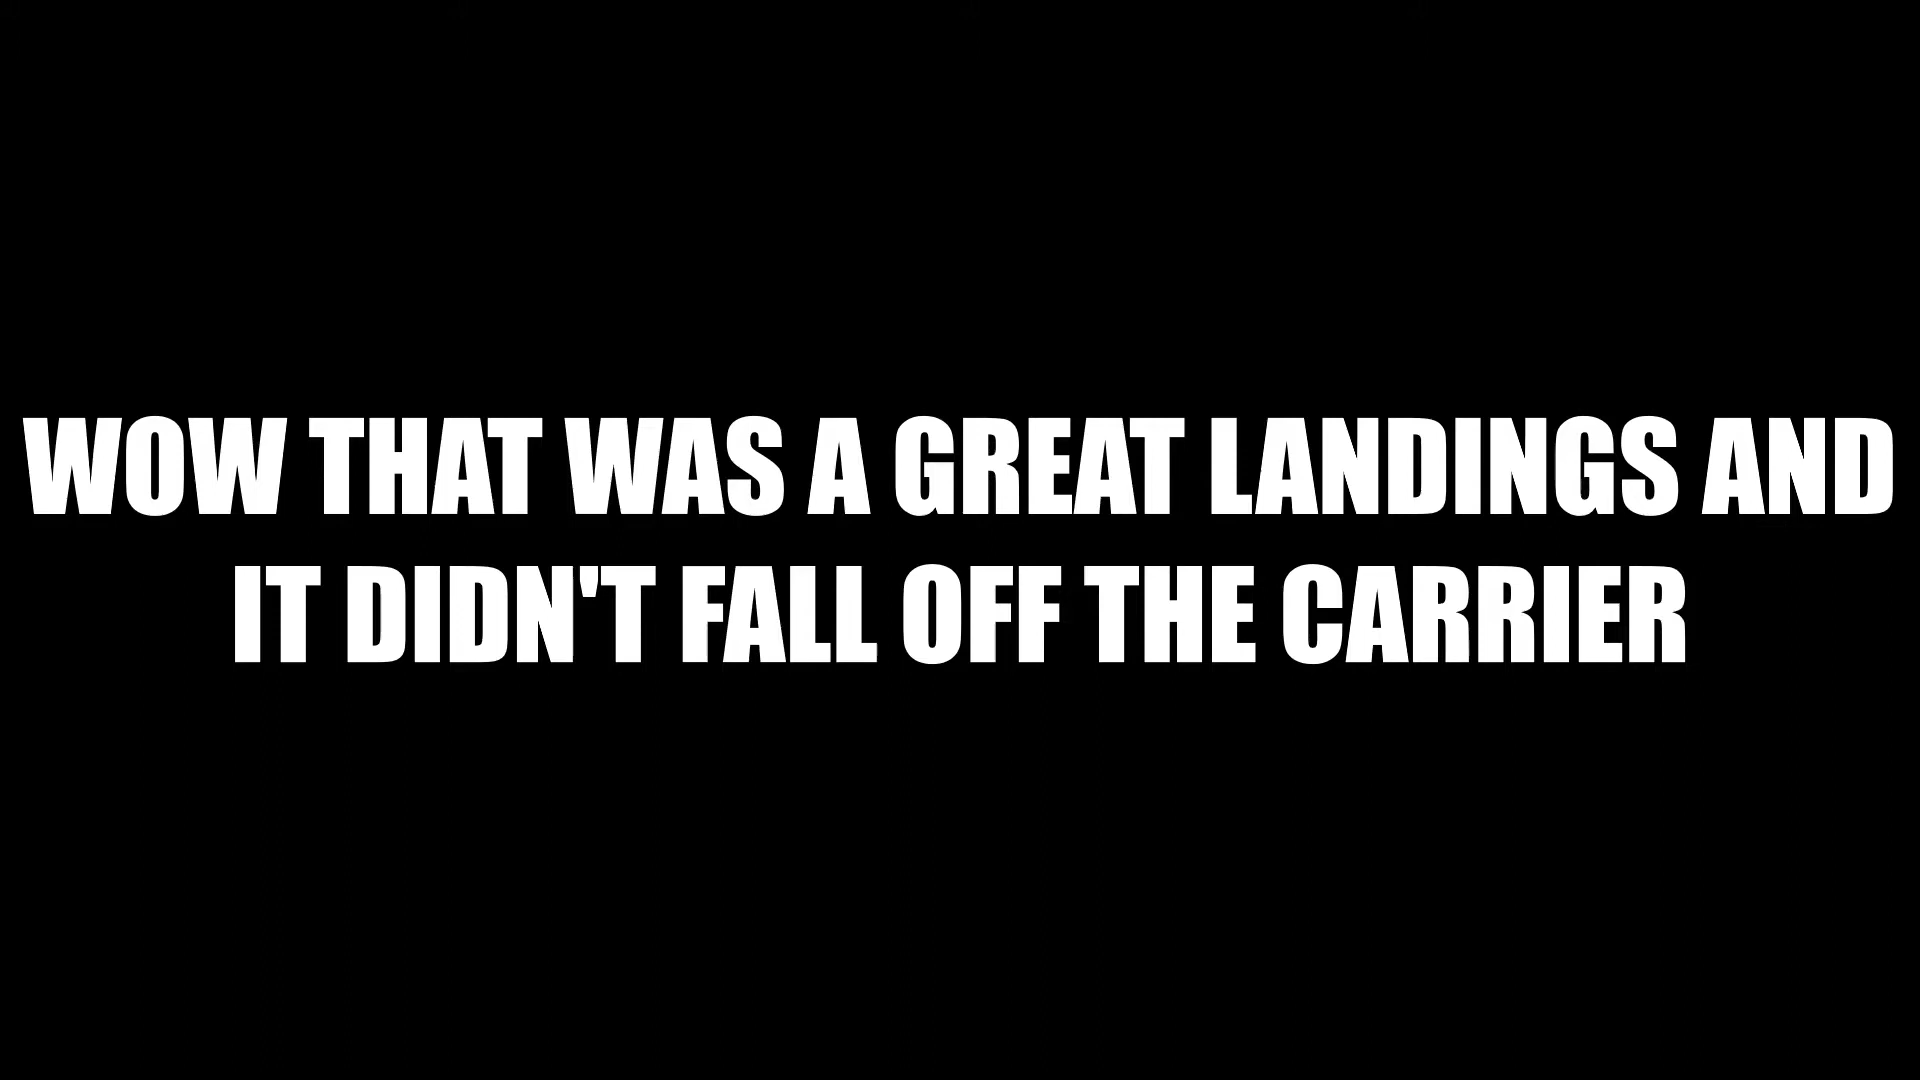 WOW THAT WAS A GREAT LANDINGS AND
IT DIDN'T FALL OFF THE CARRIER